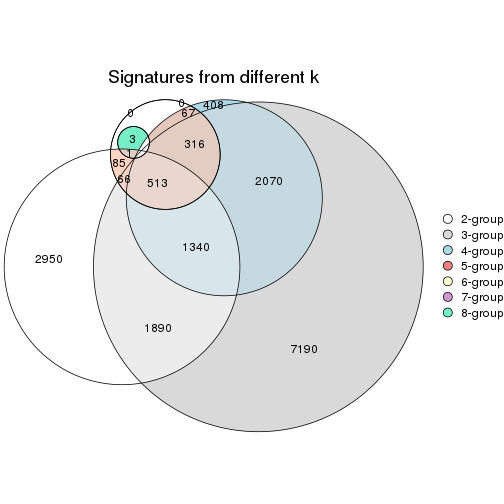 Signatures from different k
0
0
408
67
3
316
1
85
66
513
2070
1340
2950
1890
7190
2-group
3-group
4-group
5-group
6-group
7-group
8-group